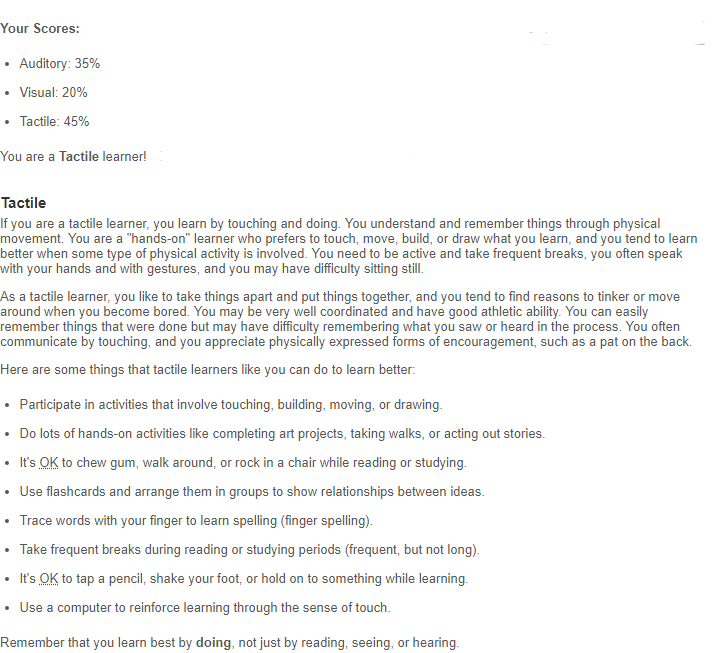 Your Scores:
Auditory: 35%
Visual: 20%
Tactile: 45%
You are a Tactile learner!
Tactile
If you are a tactile learner, you learn by touching and doing. You understand and remember things through physical
movement. You are a "hands-on" learner who prefers to touch, move, build, or draw what you learn, and you tend to learn
better when some type of physical activity is involved. You need to be active and take frequent breaks, you often speak
with your hands and with gestures, and you may have difficulty sitting still.
As a tactile learner, you like to take things apart and put things together, and you tend to find reasons to tinker or move
around when you become bored. You may be very well coordinated and have good athletic ability. You can easily
remember things that were done but may have difficulty remembering what you saw or heard in the process. You often
communicate by touching, and you appreciate physically expressed forms of encouragement, such as a pat on the back.
Here are some things that tactile learners like you can do to learn better:
Participate in activities that involve touching, building, moving, or drawing.
Do lots of hands-on activities like completing art projects, taking walks, or acting out stories.
It's OK to chew gum, walk around, or rock in a chair while reading or studying.
Use flashcards and arrange them in groups to show relationships between ideas.
Trace words with your finger to learn spelling (finger spelling).
Take frequent breaks during reading or studying periods (frequent, but not long).
It's OK to tap a pencil, shake your foot, or hold on to something while learning.
Use a computer to reinforce learning through the sense of touch.
Remember that you learn best by doing, not just by reading, seeing, or hearing.